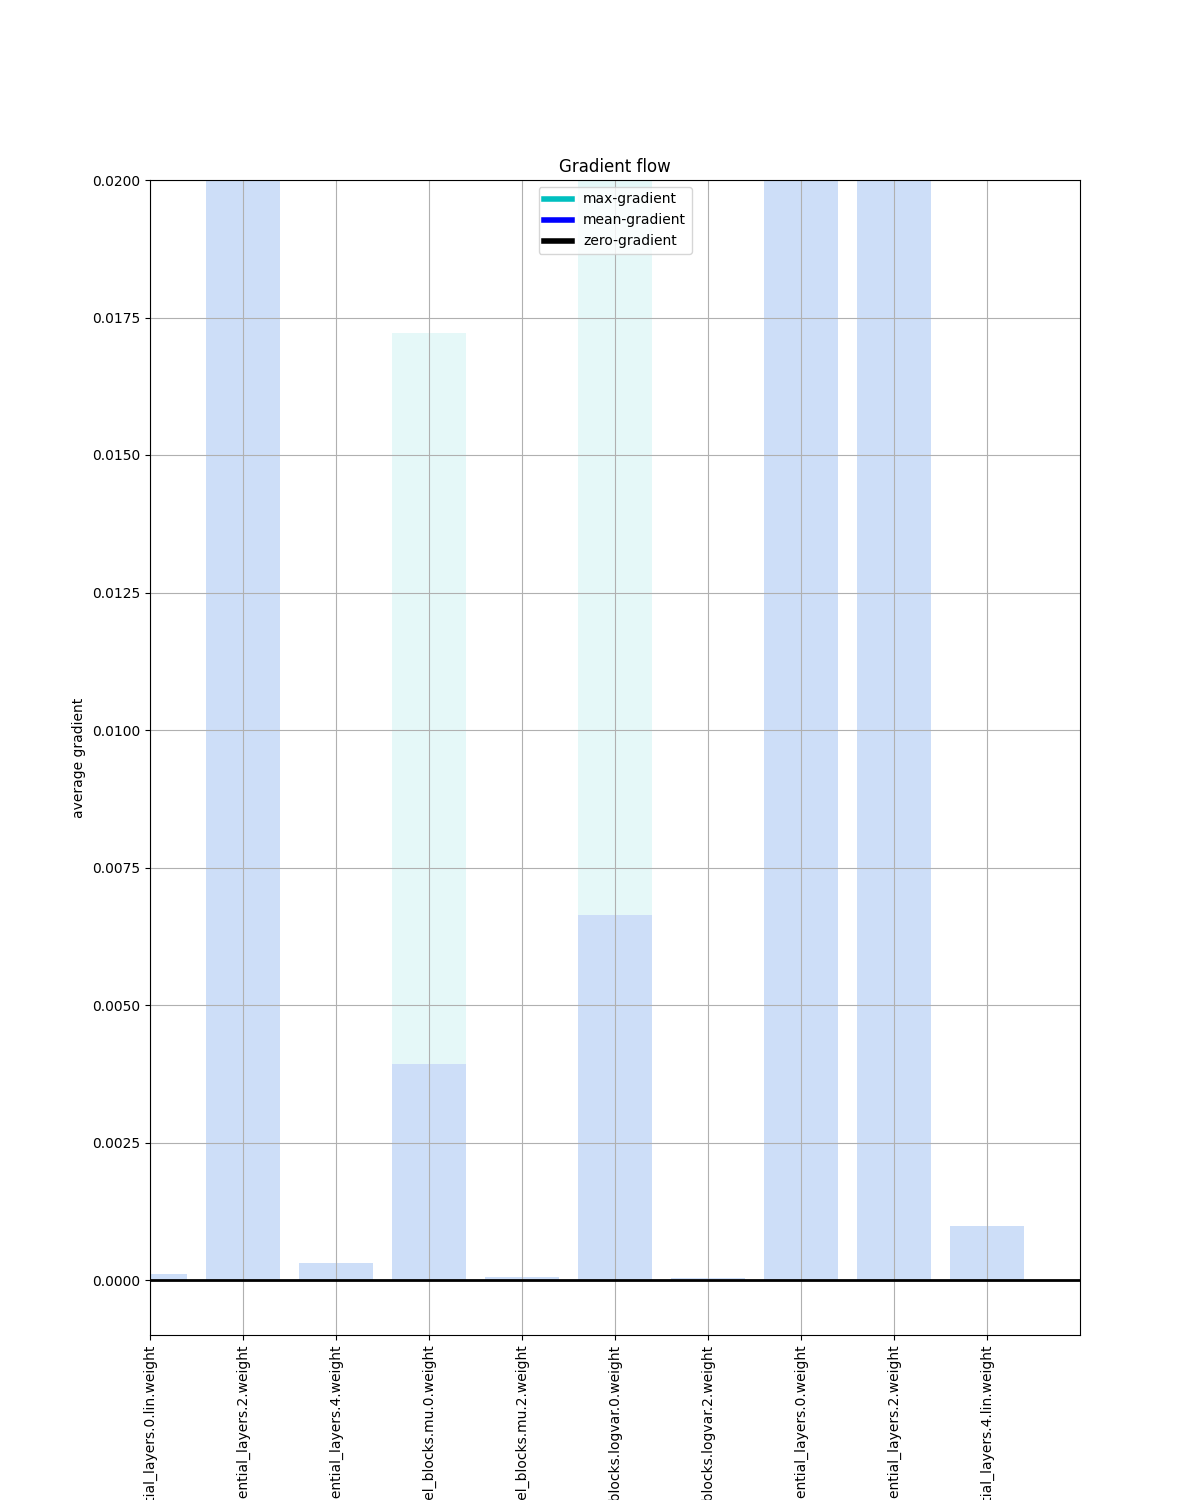 Gradient flow
max-gradient
mean-gradient
zero-gradient
0.0200
0.0175
0.0150
0.0125
0.0100
0.0075
0.0050
0.0025
0.0000
average gradient
tial_layers.0.lin.weight
ential_layers.2.weight
ential_layers.4.weight
el_blocks.mu.0.weight
el_blocks.mu.2.weight
blocks.logvar.0.weight
blocks.logvar.2.weight
ential_layers.0.weight
ential_layers.2.weight
tial_layers.4.lin.weight